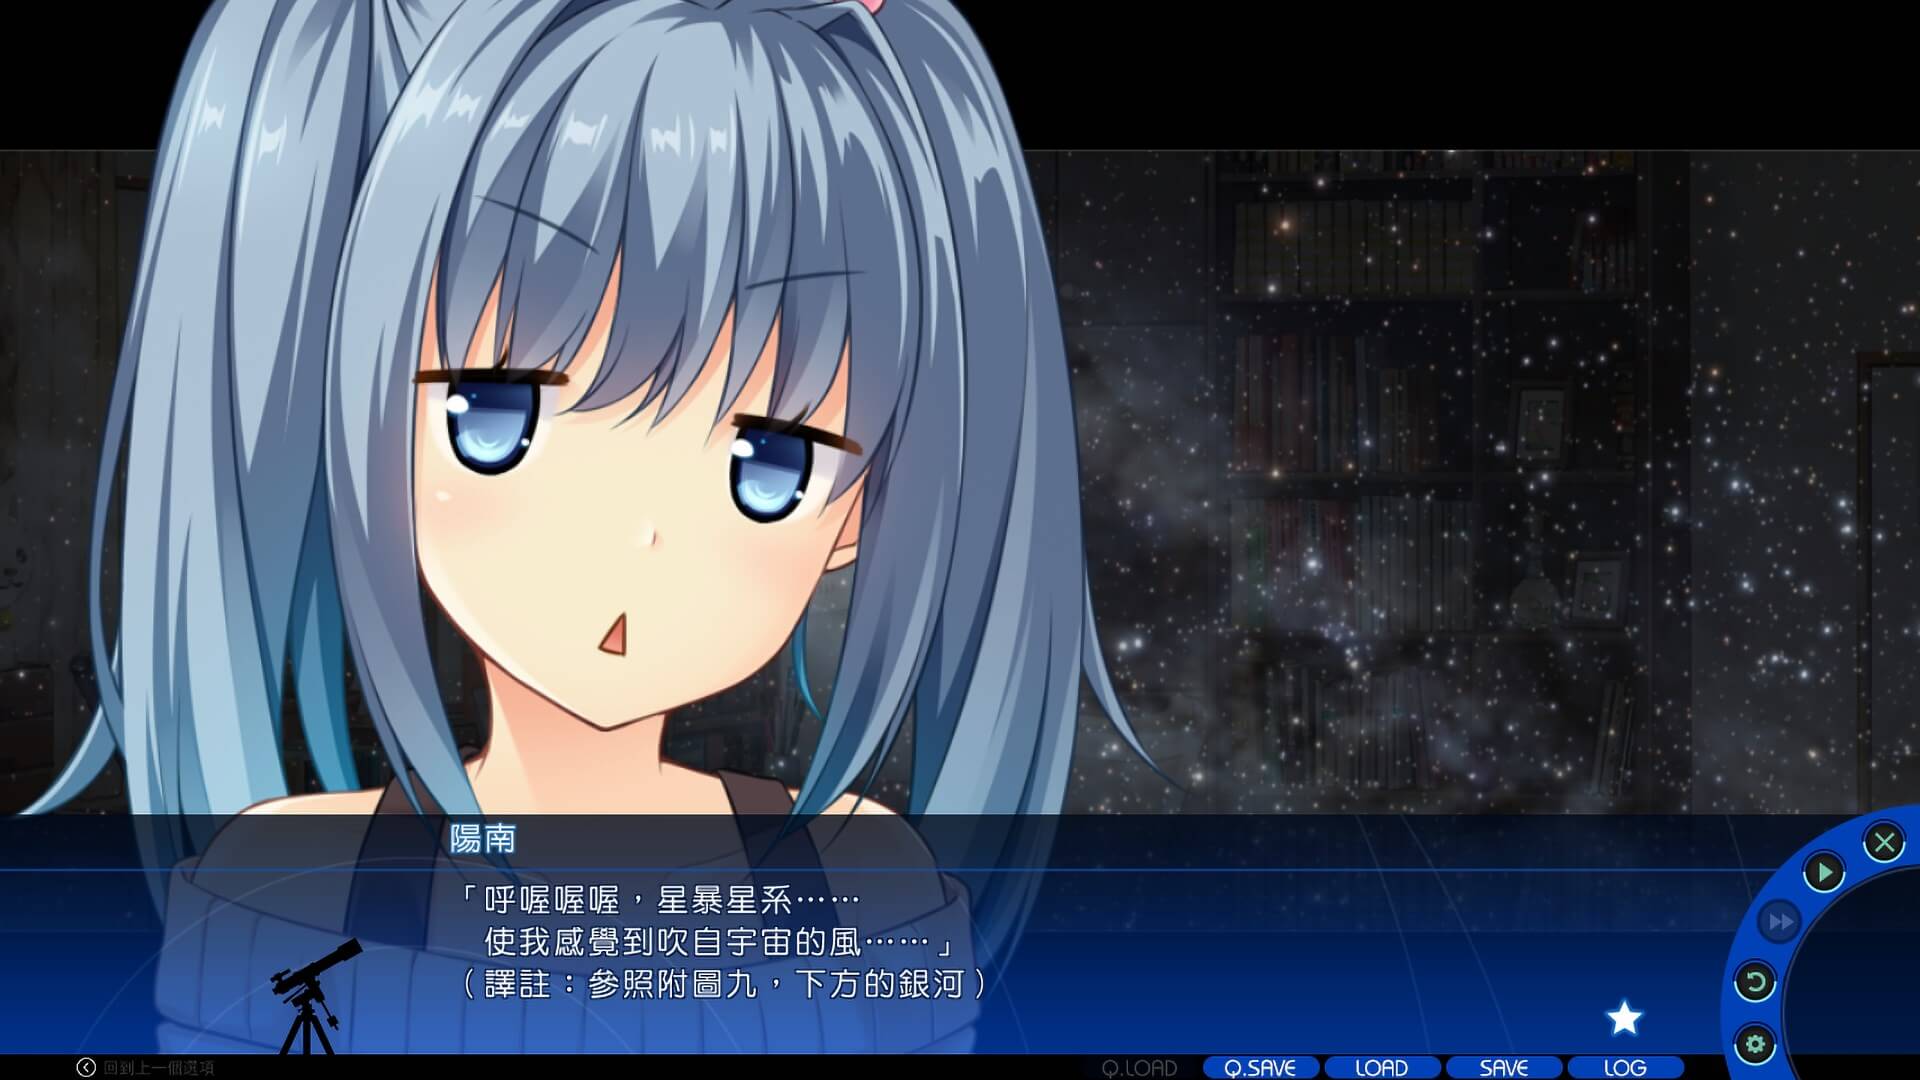 陽南
「呼喔喔喔，星暴星系……
使我感覺到吹自宇宙的風……」
（譯註：參照附圖九，下方的銀河）
回到上一個選項
Q.LOAD
Q.SAVE
LOAD
SAVE
LOG